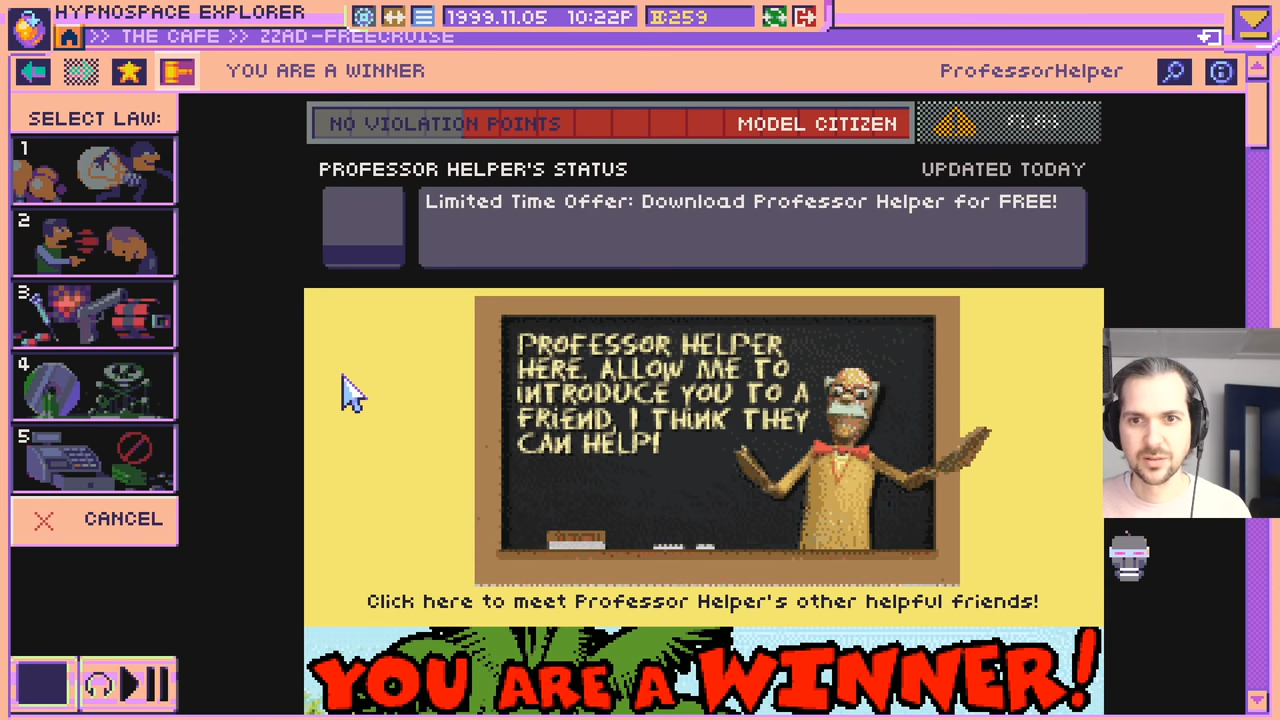 HYPNOSPACE EXPLORER
1999.11.05 10:22P
259
>> THE CAFE >> ZZAD-FREECRUISE
YOU ARE A WINNER
ProfessorHelper
SELECT LAW:
1
2
3
4
5
CANCEL
NO VIOLATION POINTS
MODEL CITIZEN
FLAG
PROFESSOR HELPER'S STATUS
UPDATED TODAY
Limited Time Offer: Download Professor Helper for FREE!
PROFESSOR HELPER
HERE. ALLOW ME TO
INTRODUCE YOU TO A
FRIEND, I THINK THEY
CAN HELP!
Click here to meet Professor Helper's other helpful friends!
YOU ARE A WINNER!